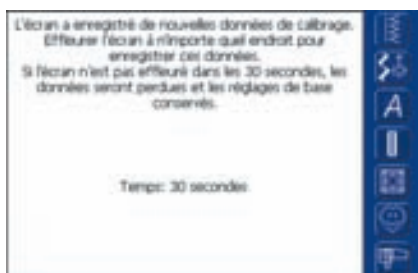 L'écran a enregistré de nouvelles données de calibrage.
Effleurer l'écran à n'importe quel endroit pour
enregistrer ces données.
Si l'écran n'est pas effleuré dans les 30 secondes, les
données seront perdues et les réglages de base
conservés.
Temps: 30 secondes
A